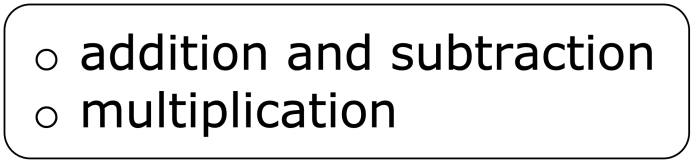 ○ addition and subtraction
○ multiplication